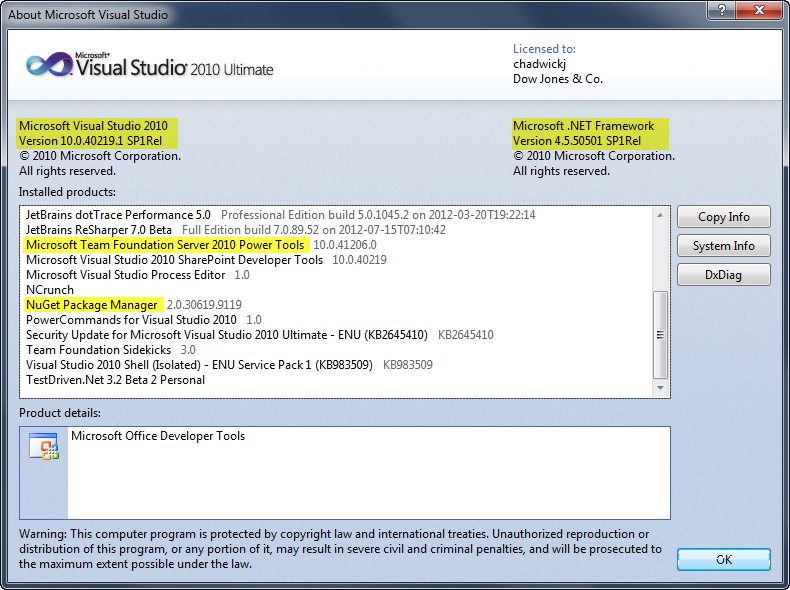 About Microsoft Visual Studio
?
Microsoft®
Visual Studio® 2010 Ultimate
Licensed to:
chadwickj
Dow Jones & Co.
Microsoft Visual Studio 2010
Version 10.0.40219.1 SP1Rel
© 2010 Microsoft Corporation.
All rights reserved.
Microsoft .NET Framework
Version 4.5.50501 SP1Rel
© 2010 Microsoft Corporation.
All rights reserved.
Installed products:
JetBrains dotTrace Performance 5.0 Professional Edition build 5.0.1045.2 on 2012-03-20T19:22:14
JetBrains ReSharper 7.0 Beta Full Edition build 7.0.89.52 on 2012-07-15T07:10:42
Microsoft Team Foundation Server 2010 Power Tools 10.0.41206.0
Microsoft Visual Studio 2010 SharePoint Developer Tools 10.0.40219
Microsoft Visual Studio Process Editor 1.0
NCrunch
NuGet Package Manager 2.0.30619.9119
PowerCommands for Visual Studio 2010 1.0
Security Update for Microsoft Visual Studio 2010 Ultimate - ENU (KB2645410) KB2645410
Team Foundation Sidekicks 3.0
Visual Studio 2010 Shell (Isolated) - ENU Service Pack 1 (KB983509) KB983509
TestDriven.Net 3.2 Beta 2 Personal
Copy Info
System Info
DxDiag
Product details:
Microsoft Office Developer Tools
Warning: This computer program is protected by copyright law and international treaties. Unauthorized reproduction or
distribution of this program, or any portion of it, may result in severe civil and criminal penalties, and will be prosecuted to
the maximum extent possible under the law.
OK